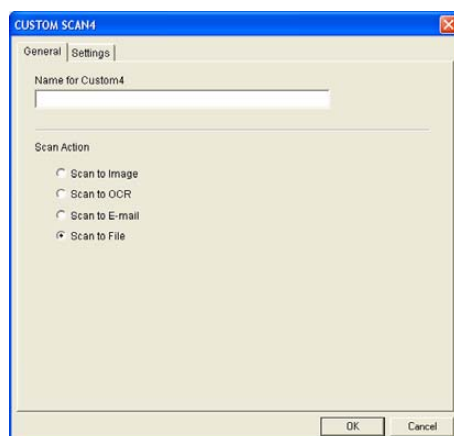 CUSTOM SCAN4
General Settings
Name for Custom4
Scan Action
Scan to Image
Scan to OCR
Scan to E-mail
Scan to File
OK Cancel